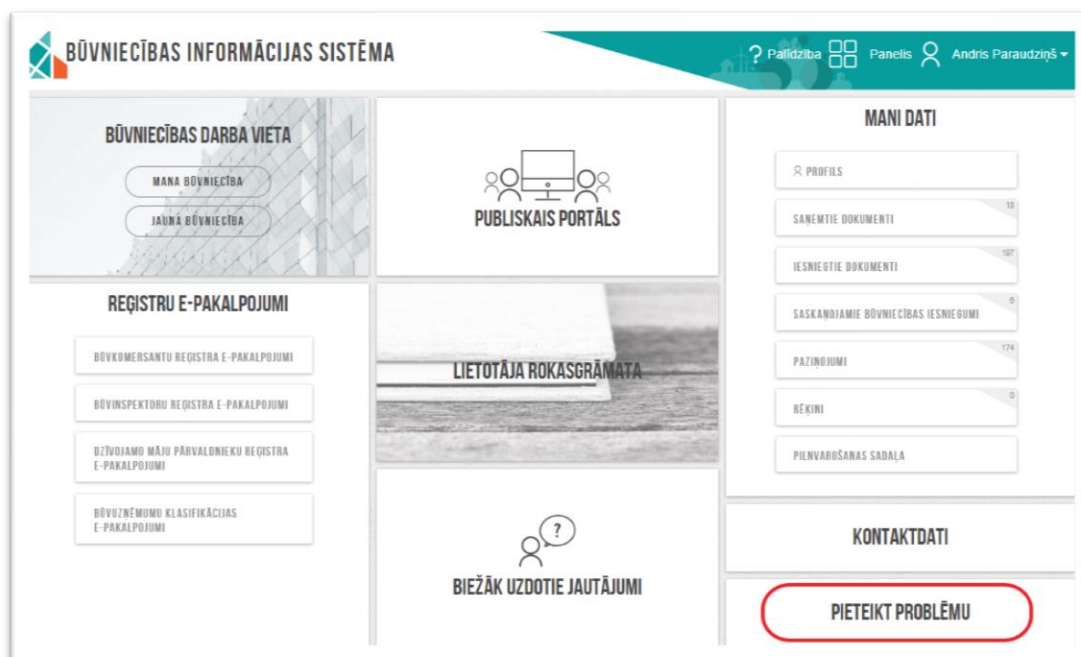 BŪVNIECĪBAS INFORMĀCIJAS SISTĒMA
? Palīdzība
Panelis
Andris Paraudziņš
BŪVNIECĪBAS DARBA VIETA
MANA BŪVNIECĪBA
JAUNA BŪVNIECĪBA
REĢISTRU E-PAKALPOJUMI
BŪVKOMERSANTU REĢISTRA E-PAKALPOJUMI
BŪVINSPEKTORU REĢISTRA E-PAKALPOJUMI
DZĪVOJAMO MĀJU PĀRVALDNIEKU REĢISTRA
E-PAKALPOJUMI
BŪVUZŅĒMUMU KLASIFIKĀCIJAS
E-PAKALPOJUMI
PUBLISKAIS PORTĀLS
LIETOTĀJA ROKASGRĀMATA
?
BIEŽĀK UZDOTIE JAUTĀJUMI
MANI DATI
PROFILS
SAŅEMTIE DOKUMENTI
13
IESNIEGTIE DOKUMENTI
197
SASKAŅOJAMIE BŪVNIECĪBAS IESNIEGUMI
6
PAZIŅOJUMI
174
RĒĶINI
0
PILNVAROŠANAS SADAĻA
KONTAKTDATI
PIETEIKT PROBLĒMU